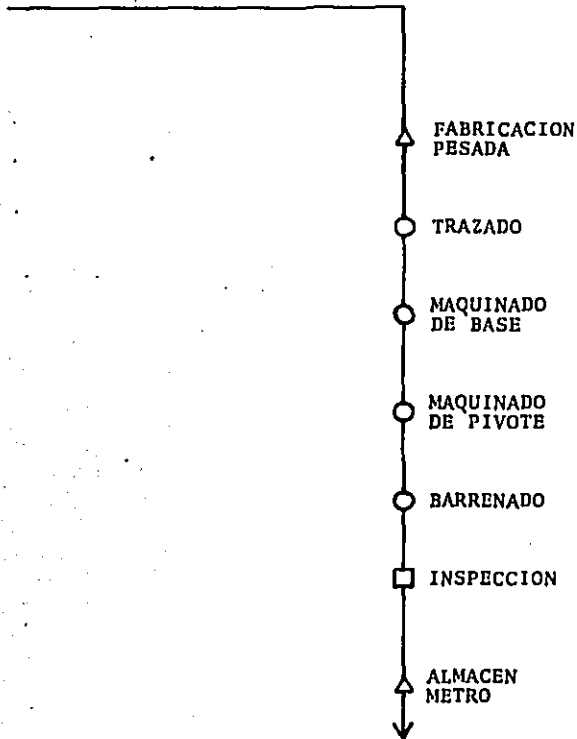 FABRICACION
PESADA
TRAZADO
MAQUINADO
DE BASE
MAQUINADO
DE PIVOTE
BARRENADO
INSPECCION
ALMACEN
METRO